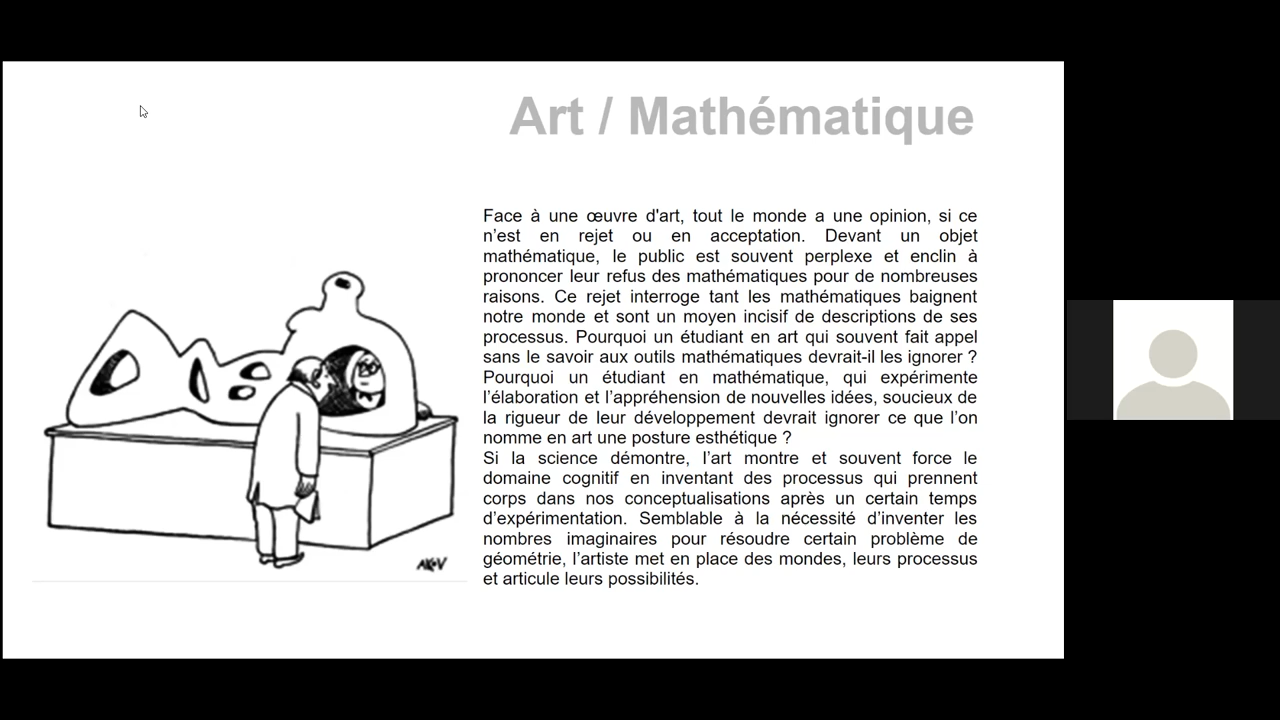 Art / Mathématique
Face à une œuvre d'art, tout le monde a une opinion, si ce
n’est en rejet ou en acceptation. Devant un objet
mathématique, le public est souvent perplexe et enclin à
prononcer leur refus des mathématiques pour de nombreuses
raisons. Ce rejet interroge tant les mathématiques baignent
notre monde et sont un moyen incisif de descriptions de ses
processus. Pourquoi un étudiant en art qui souvent fait appel
sans le savoir aux outils mathématiques devrait-il les ignorer ?
Pourquoi un étudiant en mathématique, qui expérimente
l’élaboration et l’appréhension de nouvelles idées, soucieux de
la rigueur de leur développement devrait ignorer ce que l’on
nomme en art une posture esthétique ?
Si la science démontre, l’art montre et souvent force le
domaine cognitif en inventant des processus qui prennent
corps dans nos conceptualisations après un certain temps
d’expérimentation. Semblable à la nécessité d’inventer les
nombres imaginaires pour résoudre certain problème de
géométrie, l’artiste met en place des mondes, leurs processus
et articule leurs possibilités.